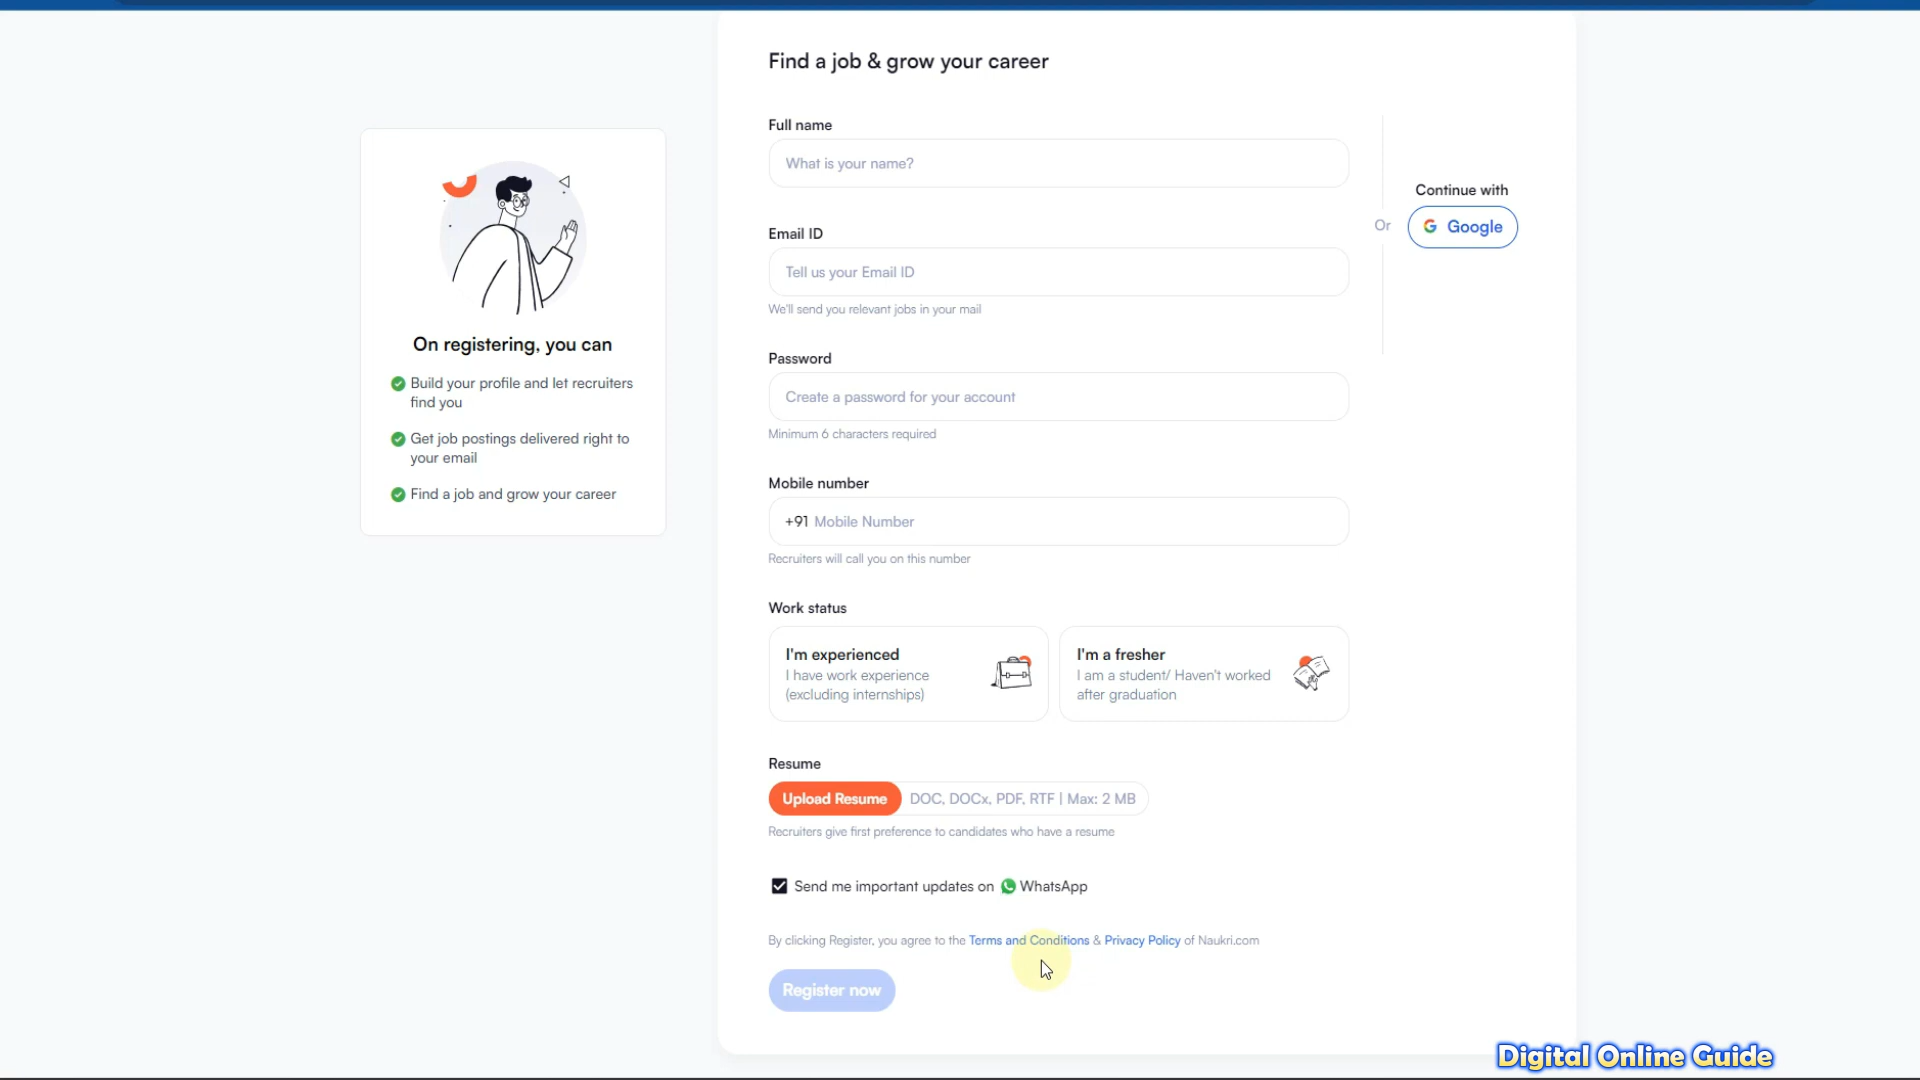 Find a job & grow your career
Full name
What is your name?
Continue with
Or
Google
Email ID
Tell us your Email ID
We'll send you relevant jobs in your mail
On registering, you can
Build your profile and let recruiters
find you
Get job postings delivered right to
your email
Find a job and grow your career
Password
Create a password for your account
Minimum 6 characters required
Mobile number
+91 Mobile Number
Recruiters will call you on this number
Work status
I'm experienced
I have work experience
(excluding internships)
I'm a fresher
I am a student/ Haven't worked
after graduation
Resume
Upload Resume DOC, DOCx, PDF, RTF | Max: 2 MB
Recruiters give first preference to candidates who have a resume
Send me important updates on WhatsApp
By clicking Register, you agree to the Terms and Conditions & Privacy Policy of Naukri.com
Register now
Digital Online Guide